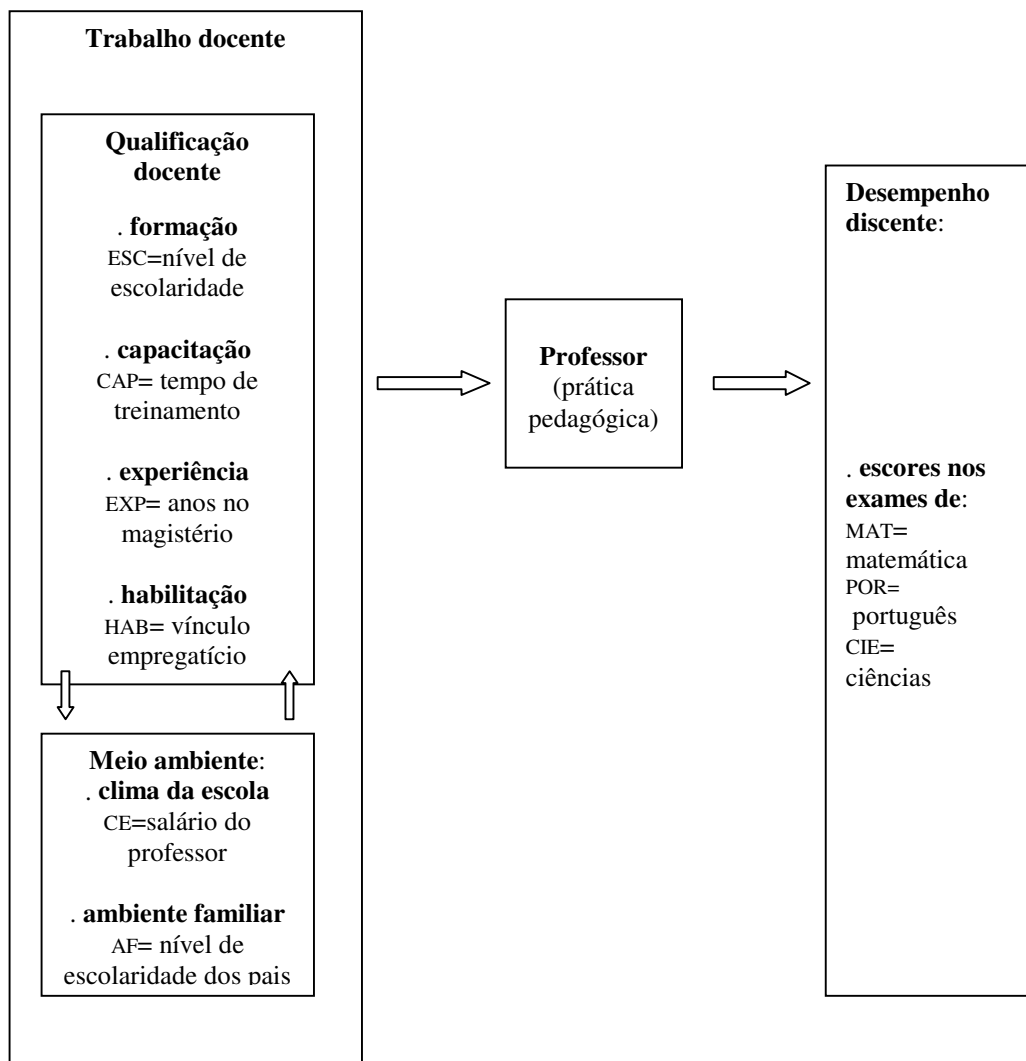 Trabalho docente
Qualificação
docente
. formação
ESC=nível de
escolaridade
. capacitação
CAP= tempo de
treinamento
. experiência
EXP= anos no
magistério
. habilitação
HAB= vínculo
empregatício
Meio ambiente:
. clima da escola
CE=salário do
professor
. ambiente familiar
AF= nível de
escolaridade dos pais
Professor
(prática
pedagógica)
Desempenho
discente:
. escores nos
exames de:
MAT=
matemática
POR=
português
CIE=
ciências